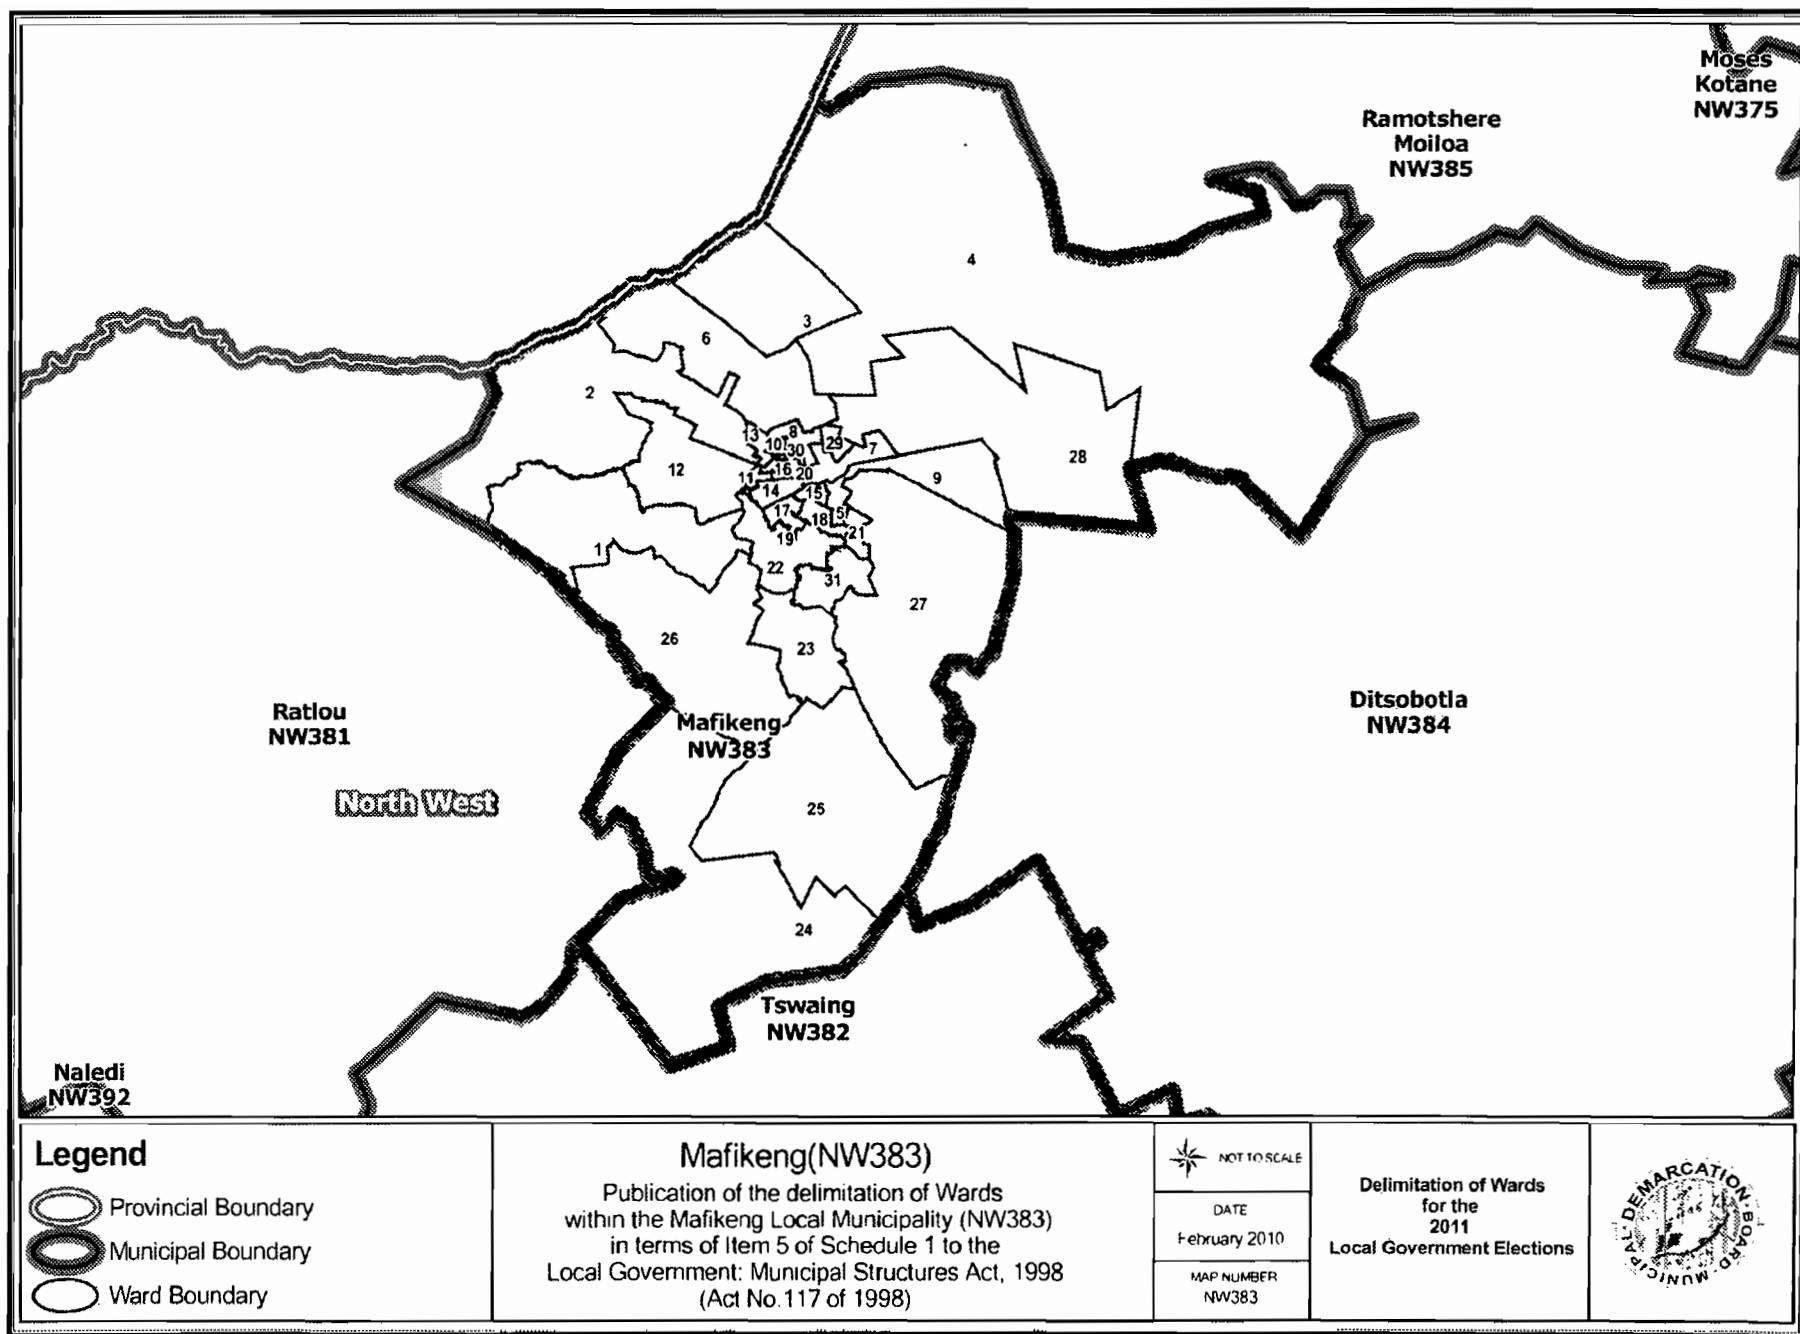 Moses
Kotane
NW375
Ramotshere
Moiloa
NW385
4
3
6
2
28
13
8
10
30
29
7
12
16
20
9
11
14
15
17
18
5
21
19
1
22
31
27
26
23
Ratlou
NW381
Mafikeng
NW383
Ditsobotla
NW384
North West
25
24
Tswaing
NW382
Naledi
NW392
Legend
Provincial Boundary
Municipal Boundary
Ward Boundary
Mafikeng(NW383)
Publication of the delimitation of Wards
within the Mafikeng Local Municipality (NW383)
in terms of Item 5 of Schedule 1 to the
Local Government: Municipal Structures Act, 1998
(Act No.117 of 1998)
NOT TO SCALE
DATE
February 2010
MAP NUMBER
NW383
Delimitation of Wards
for the
2011
Local Government Elections
MUNICIPAL DEMARCATION BOARD